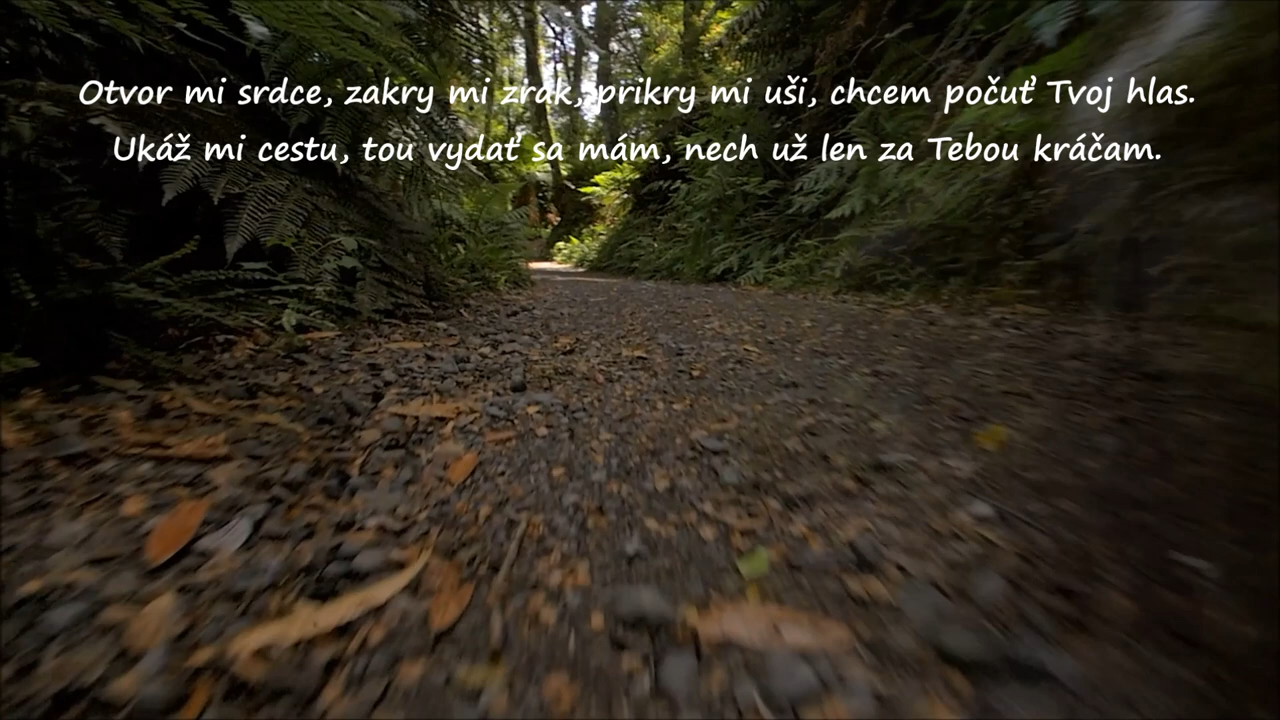 Otvor mi srdce, zakry mi zrak, prikry mi uši, chcem počuť Tvoj hlas.
Ukáž mi cestu, tou vydať sa mám, nech už len za Tebou kráčam.